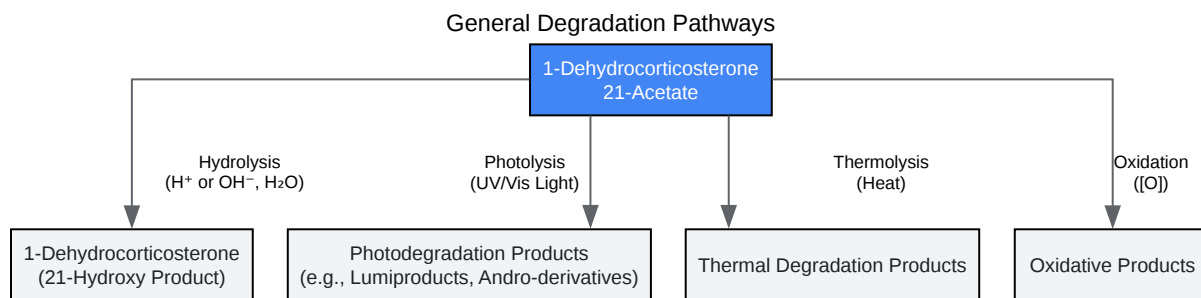 General Degradation Pathways
1-Dehydrocorticosterone
21-Acetate
Hydrolysis
(H⁺ or OH⁻, H₂O)
Photolysis
(UV/Vis Light)
Thermolysis
(Heat)
Oxidation
([O])
1-Dehydrocorticosterone
(21-Hydroxy Product)
Photodegradation Products
(e.g., Lumiproducts, Andro-derivatives)
Thermal Degradation Products
Oxidative Products